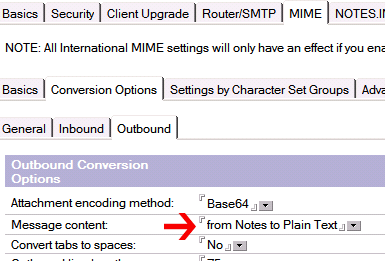 Basics Security Client Upgrade Router/SMTP MIME NOTES.IN
NOTE: All International MIME settings will only have an effect if you ena
Basics Conversion Options Settings by Character Set Groups Adva
General Inbound Outbound
Outbound Conversion
Options
Attachment encoding method: Base64
Message content: from Notes to Plain Text
Convert tabs to spaces: No